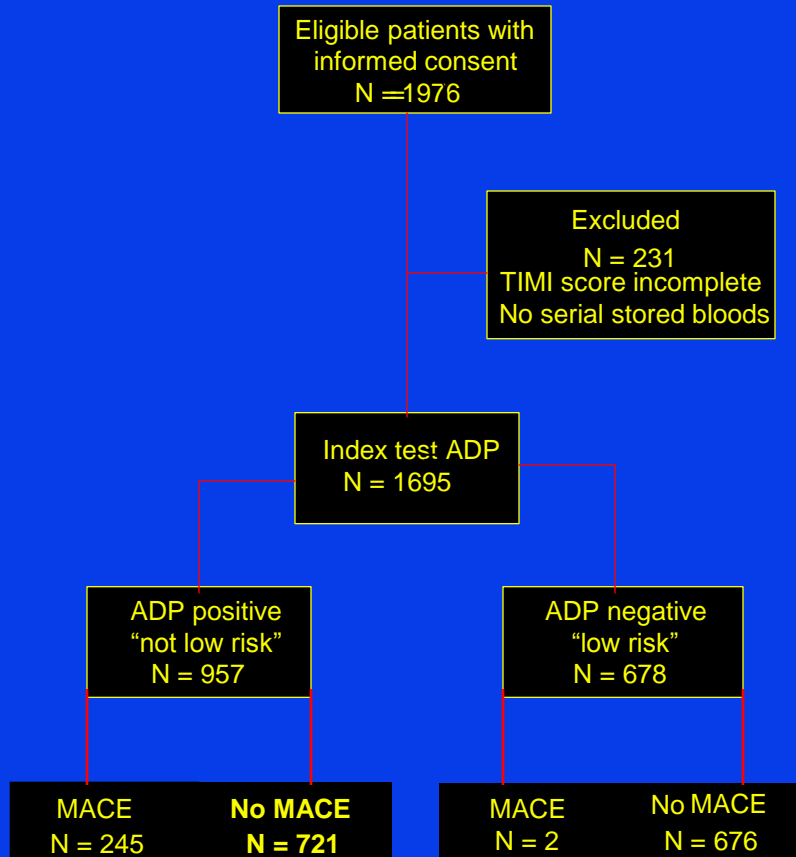 Eligible patients with
informed consent
N =1976
Excluded
N = 231
TIMI score incomplete
No serial stored bloods
Index test ADP
N = 1695
ADP positive
“not low risk”
N = 957
ADP negative
“low risk”
N = 678
MACE
N = 245
No MACE
N = 721
MACE
N = 2
No MACE
N = 676